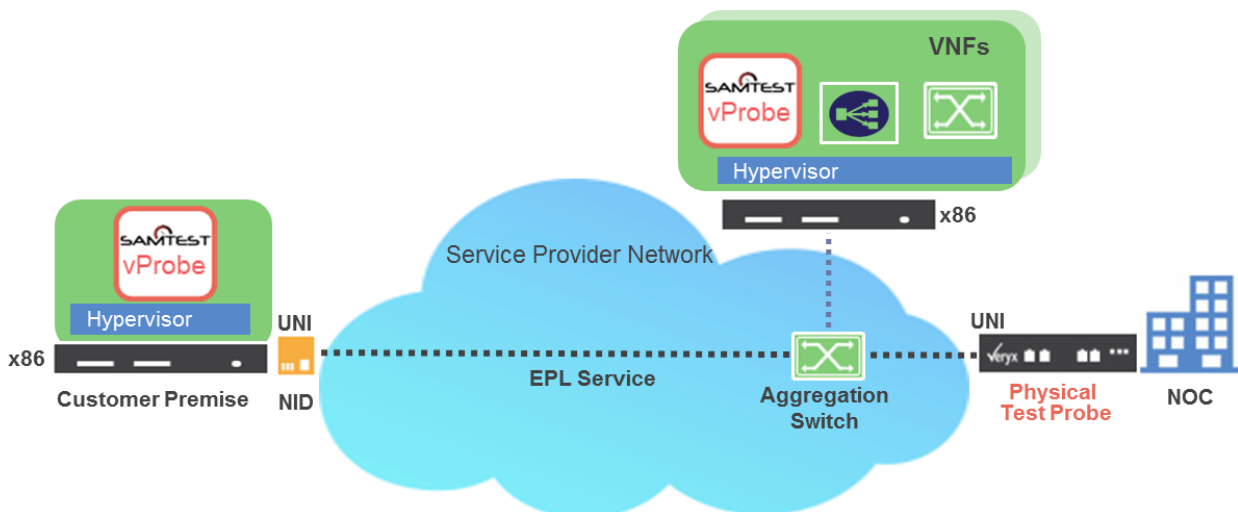 VNFs
SAMTEST
vProbe
Hypervisor
x86
Service Provider Network
SAMTEST
vProbe
Hypervisor
x86
Customer Premise
UNI
NID
EPL Service
Aggregation
Switch
UNI
Veryx
Physical
Test Probe
NOC